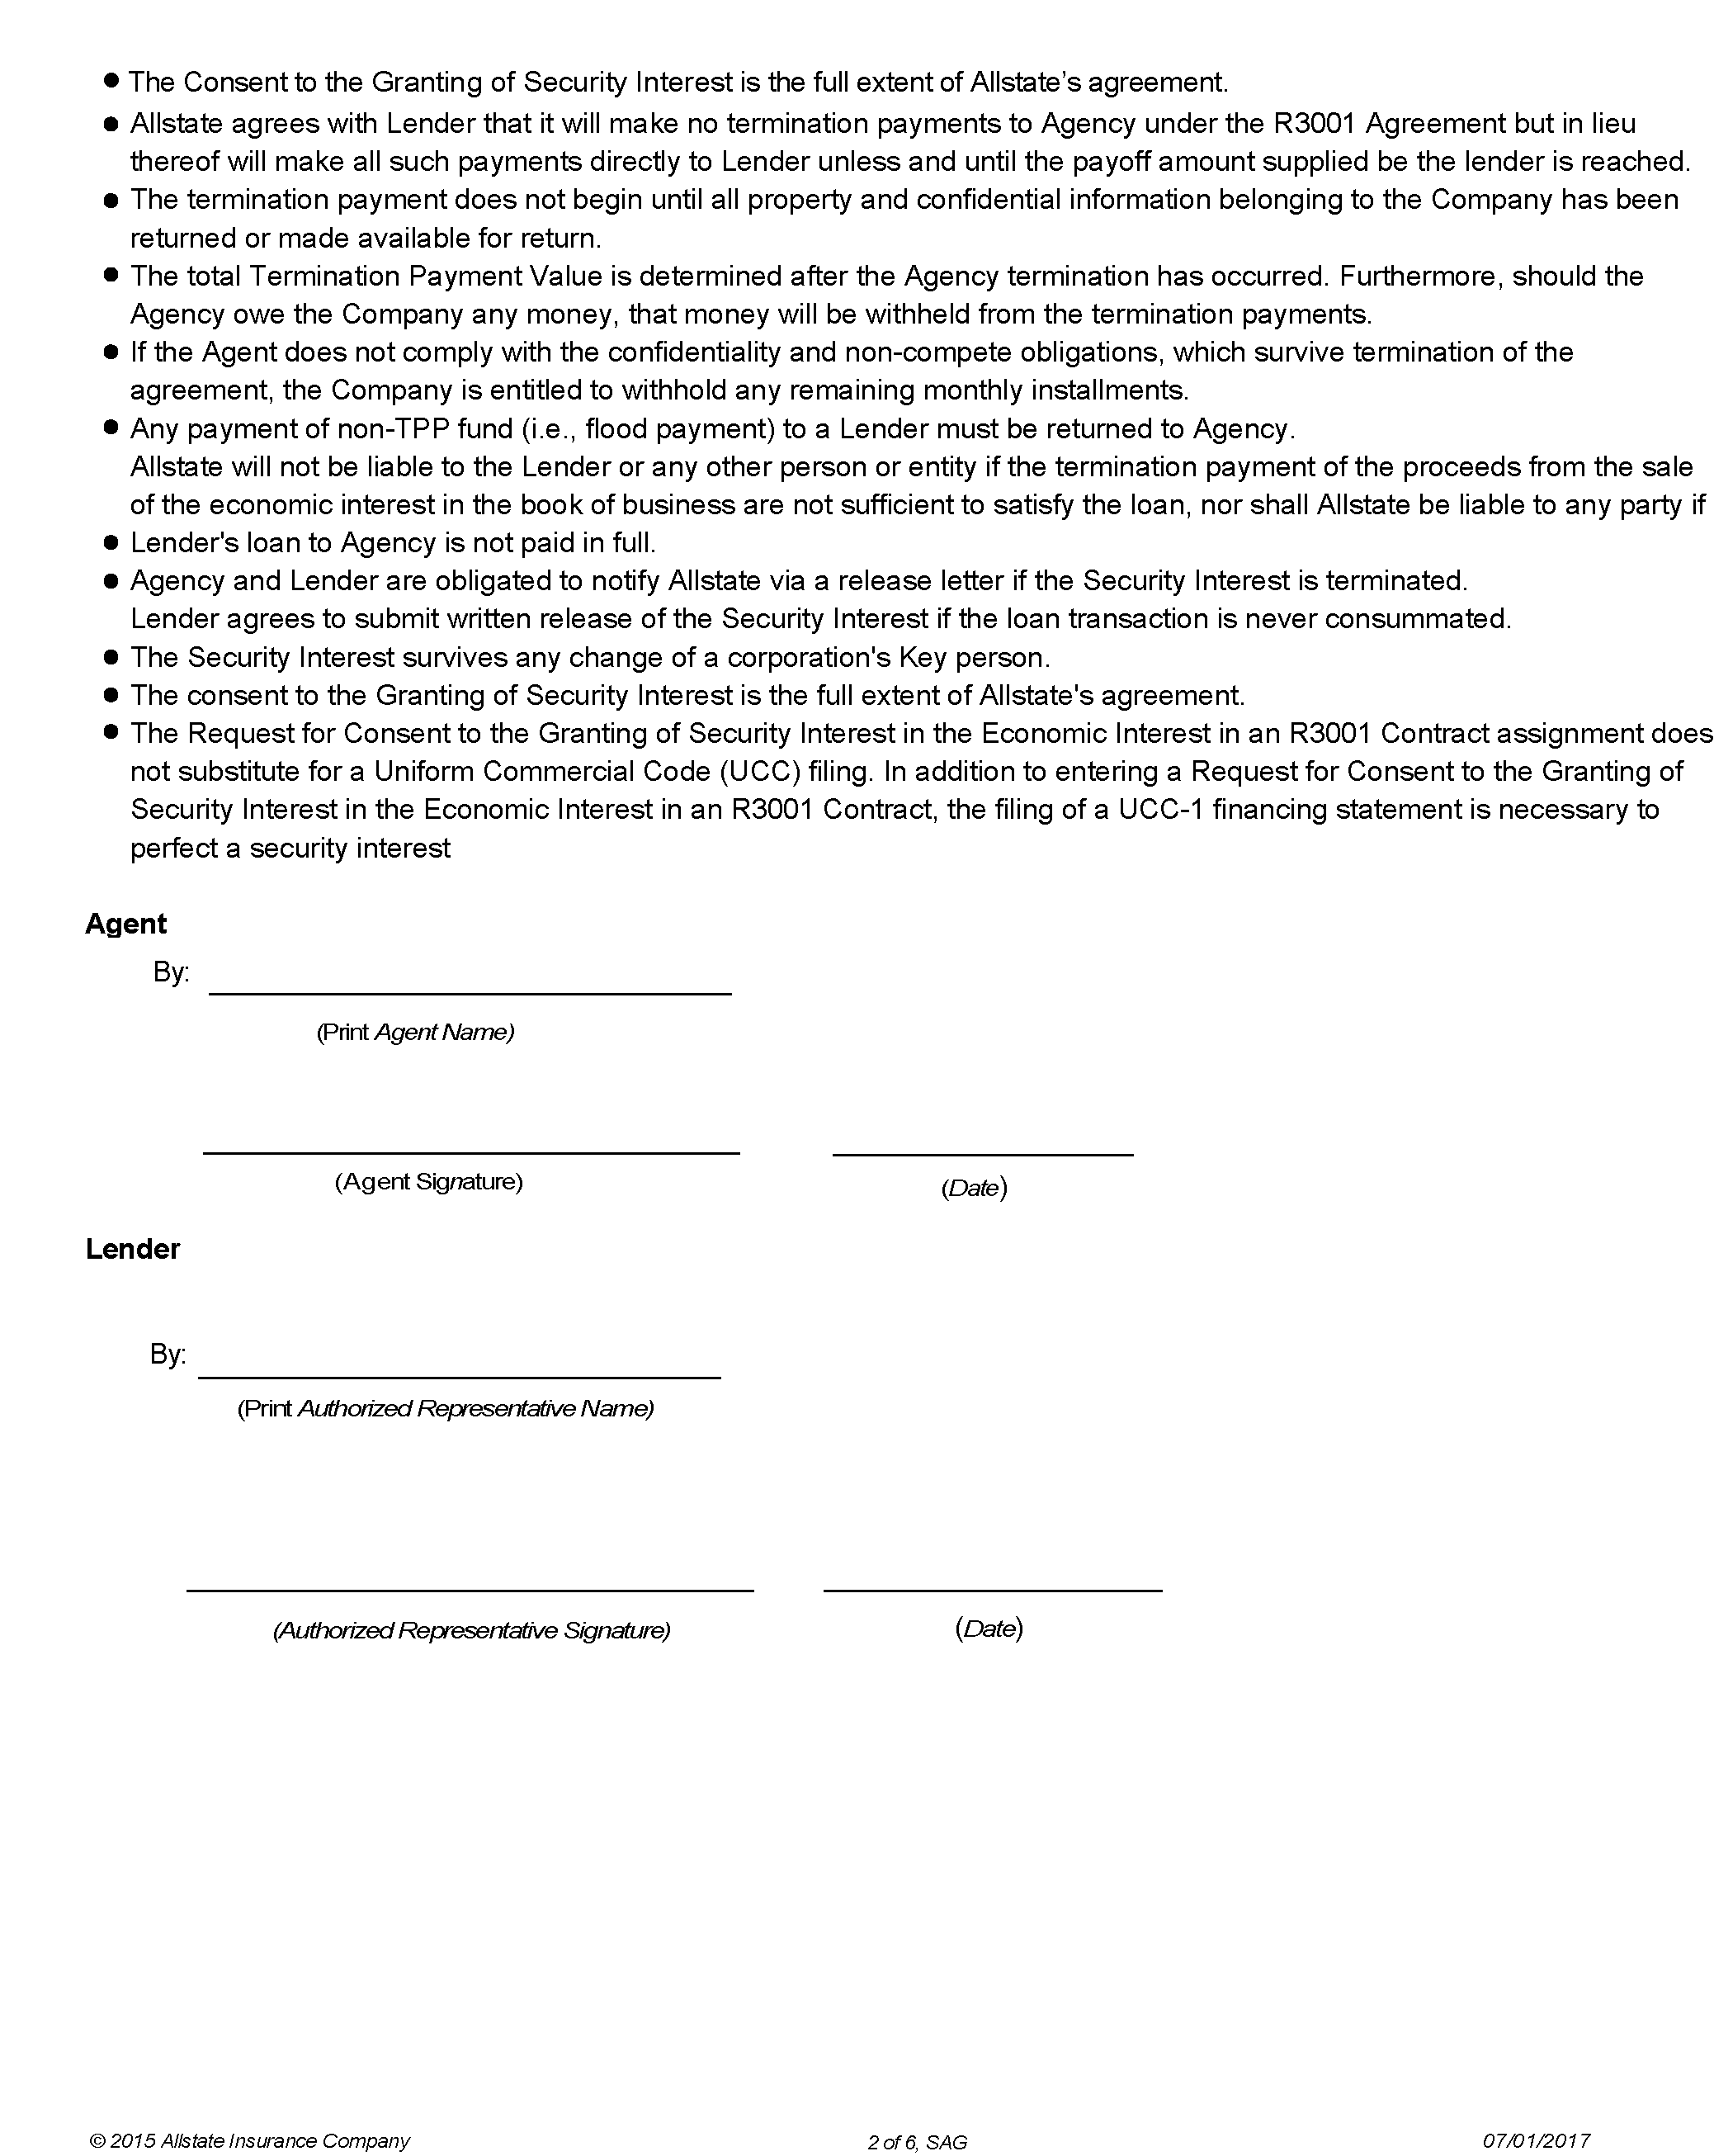 ● The Consent to the Granting of Security Interest is the full extent of Allstate’s agreement.
● Allstate agrees with Lender that it will make no termination payments to Agency under the R3001 Agreement but in lieu
thereof will make all such payments directly to Lender unless and until the payoff amount supplied be the lender is reached.
● The termination payment does not begin until all property and confidential information belonging to the Company has been
returned or made available for return.
● The total Termination Payment Value is determined after the Agency termination has occurred. Furthermore, should the
Agency owe the Company any money, that money will be withheld from the termination payments.
● If the Agent does not comply with the confidentiality and non-compete obligations, which survive termination of the
agreement, the Company is entitled to withhold any remaining monthly installments.
● Any payment of non-TPP fund (i.e., flood payment) to a Lender must be returned to Agency.
Allstate will not be liable to the Lender or any other person or entity if the termination payment of the proceeds from the sale
of the economic interest in the book of business are not sufficient to satisfy the loan, nor shall Allstate be liable to any party if
● Lender's loan to Agency is not paid in full.
● Agency and Lender are obligated to notify Allstate via a release letter if the Security Interest is terminated.
Lender agrees to submit written release of the Security Interest if the loan transaction is never consummated.
● The Security Interest survives any change of a corporation's Key person.
● The consent to the Granting of Security Interest is the full extent of Allstate's agreement.
● The Request for Consent to the Granting of Security Interest in the Economic Interest in an R3001 Contract assignment does
not substitute for a Uniform Commercial Code (UCC) filing. In addition to entering a Request for Consent to the Granting of
Security Interest in the Economic Interest in an R3001 Contract, the filing of a UCC-1 financing statement is necessary to
perfect a security interest
Agent
By:
(Print Agent Name)
(Agent Signature) (Date)
Lender
By:
(Print Authorized Representative Name)
(Authorized Representative Signature) (Date)
© 2015 Allstate Insurance Company 2 of 6, SAG 07/01/2017